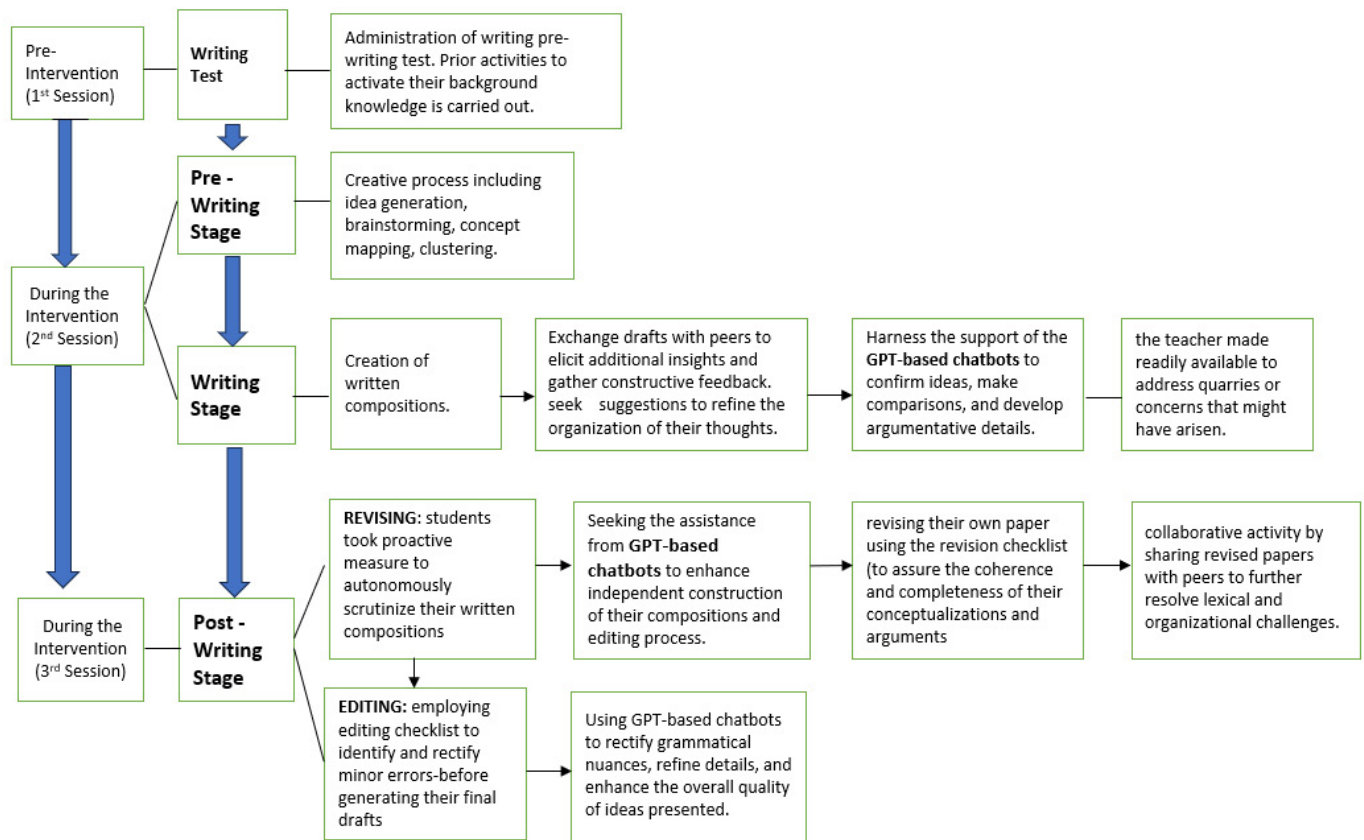 Pre-
Intervention
(1st Session)
Writing
Test
Administration of writing pre-
writing test. Prior activities to
activate their background
knowledge is carried out.
Pre -
Writing
Stage
Creative process including
idea generation,
brainstorming, concept
mapping, clustering.
During the
Intervention
(2nd Session)
Writing
Stage
Creation of
written
compositions.
Exchange drafts with peers to
elicit additional insights and
gather constructive feedback.
seek suggestions to refine the
organization of their thoughts.
Harness the support of the
GPT-based chatbots to
confirm ideas, make
comparisons, and develop
argumentative details.
the teacher made
readily available to
address quarries or
concerns that might
have arisen.
During the
Intervention
(3rd Session)
Post -
Writing
Stage
REVISING: students
took proactive
measure to
autonomously
scrutinize their written
compositions
Seeking the assistance
from GPT-based
chatbots to enhance
independent construction
of their compositions and
editing process.
revising their own paper
using the revision checklist
(to assure the coherence
and completeness of their
conceptualizations and
arguments
collaborative activity by
sharing revised papers
with peers to further
resolve lexical and
organizational challenges.
EDITING: employing
editing checklist to
identify and rectify
minor errors-before
generating their final
drafts
Using GPT-based chatbots
to rectify grammatical
nuances, refine details, and
enhance the overall quality
of ideas presented.